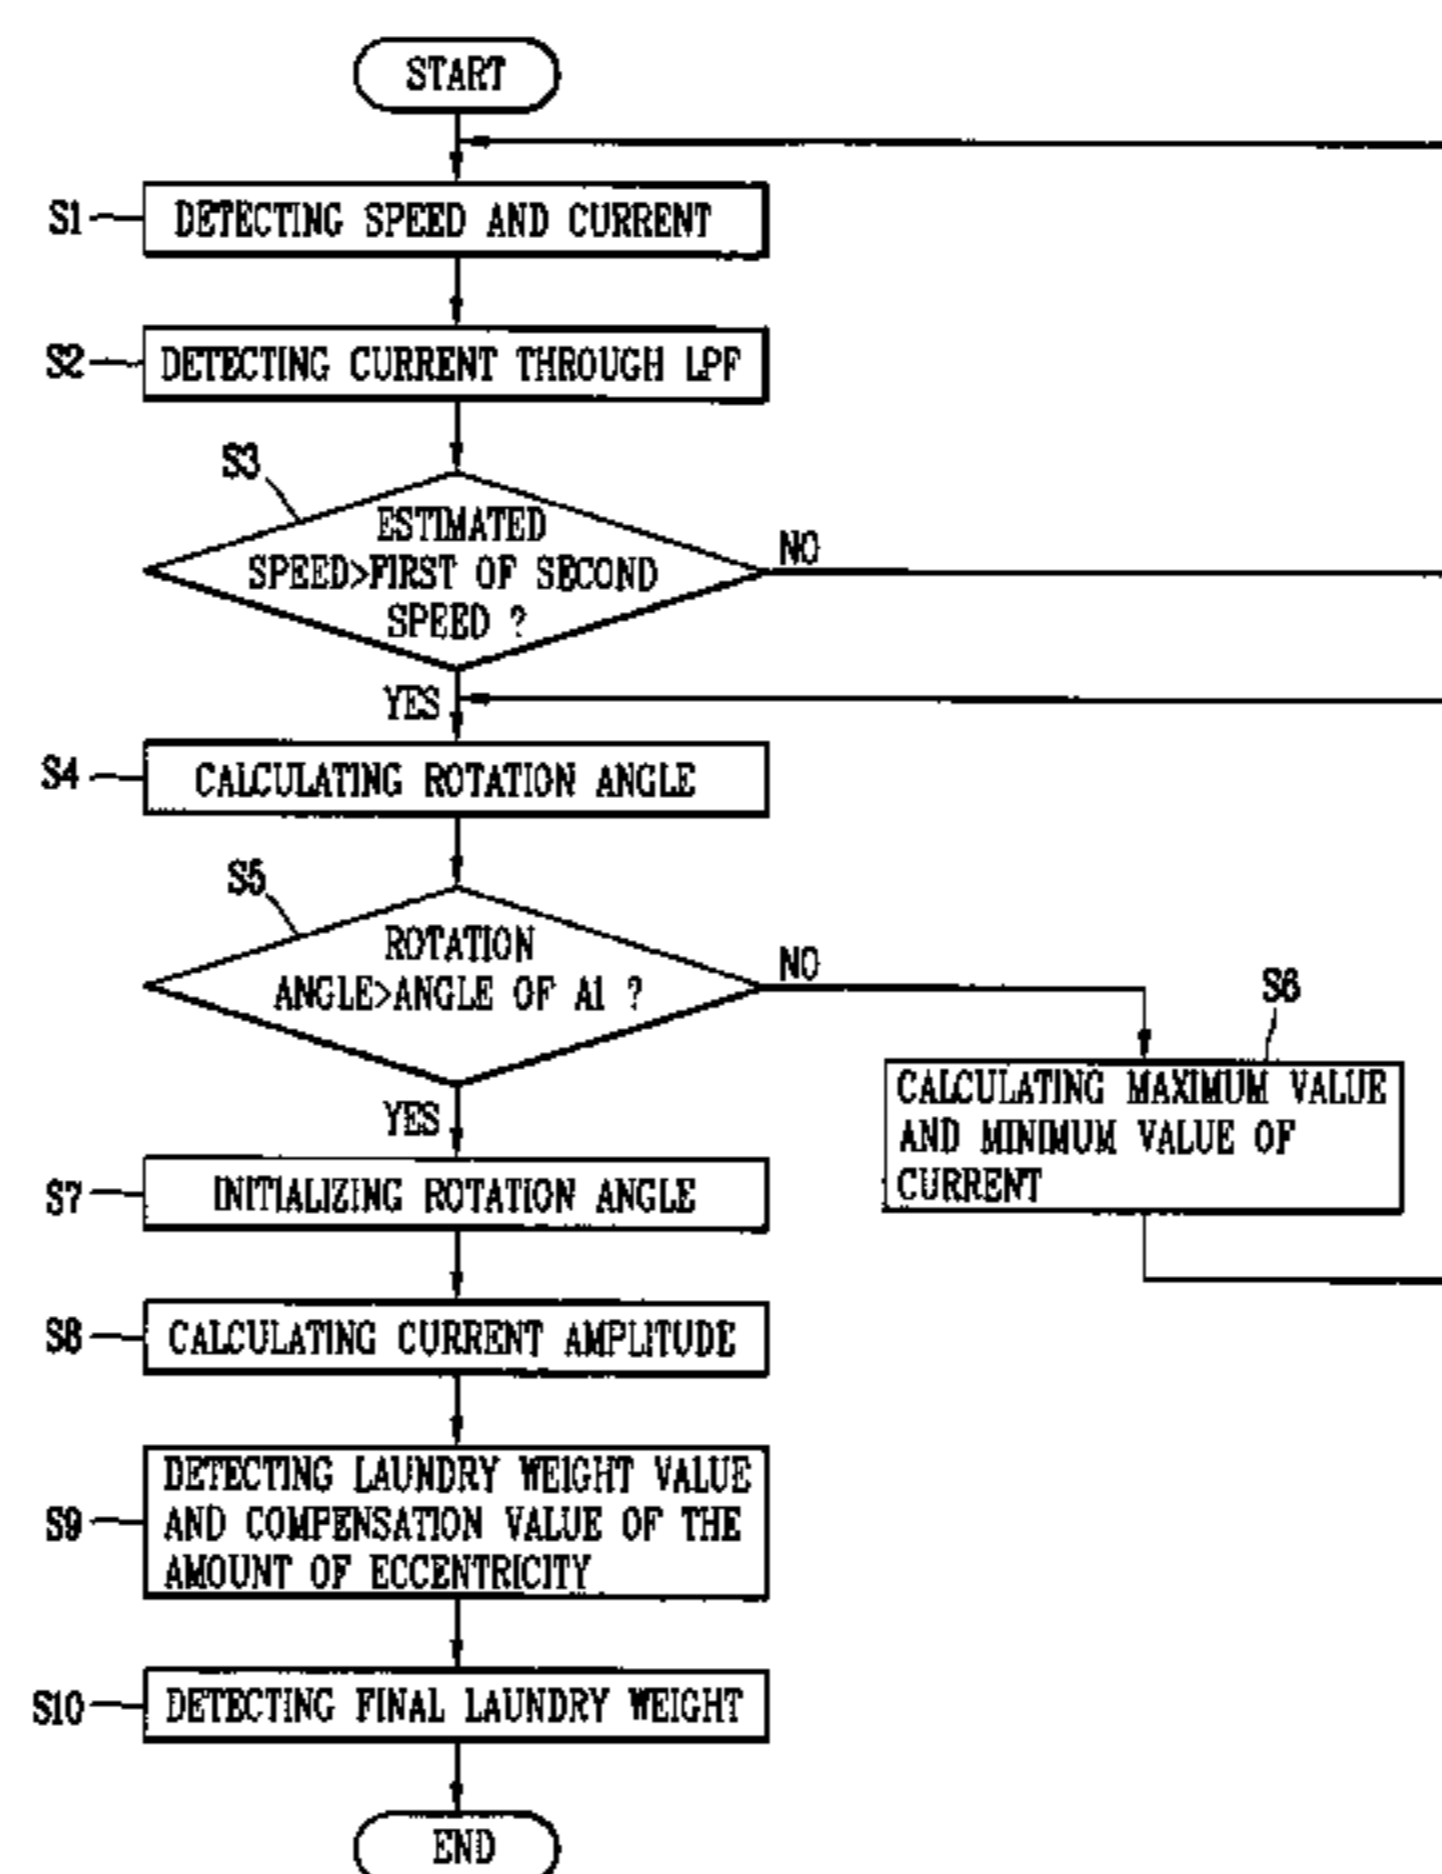 START
S1
DETECTING SPEED AND CURRENT
S2
DETECTING CURRENT THROUGH LPF
S3
ESTIMATED
SPEED>FIRST OF SECOND
SPEED ?
NO
YES
S4
CALCULATING ROTATION ANGLE
S5
ROTATION
ANGLE>ANGLE OF A1 ?
NO
S6
CALCULATING MAXIMUM VALUE
AND MINIMUM VALUE OF
CURRENT
YES
S7
INITIALIZING ROTATION ANGLE
S8
CALCULATING CURRENT AMPLITUDE
S9
DETECTING LAUNDRY WEIGHT VALUE
AND COMPENSATION VALUE OF THE
AMOUNT OF ECCENTRICITY
S10
DETECTING FINAL LAUNDRY WEIGHT
END